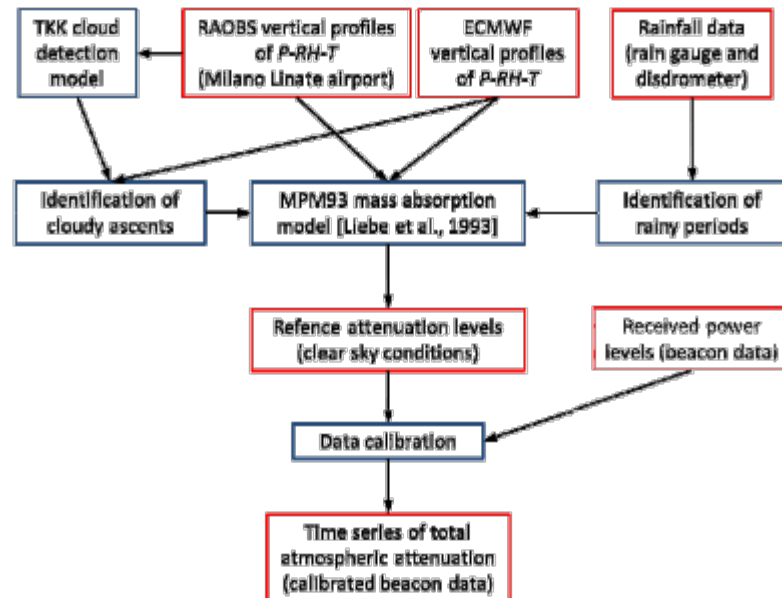 TKK cloud
detection
model
RAOBS vertical profiles
of P-RH-T
(Milano Linate airport)
ECMWF
vertical profiles
of P-RH-T
Rainfall data
(rain gauge and
disdrometer)
Identification of
cloudy ascents
MPM93 mass absorption
model [Liebe et al., 1993]
Identification of
rainy periods
Refence attenuation levels
(clear sky conditions)
Received power
levels (beacon data)
Data calibration
Time series of total
atmospheric attenuation
(calibrated beacon data)